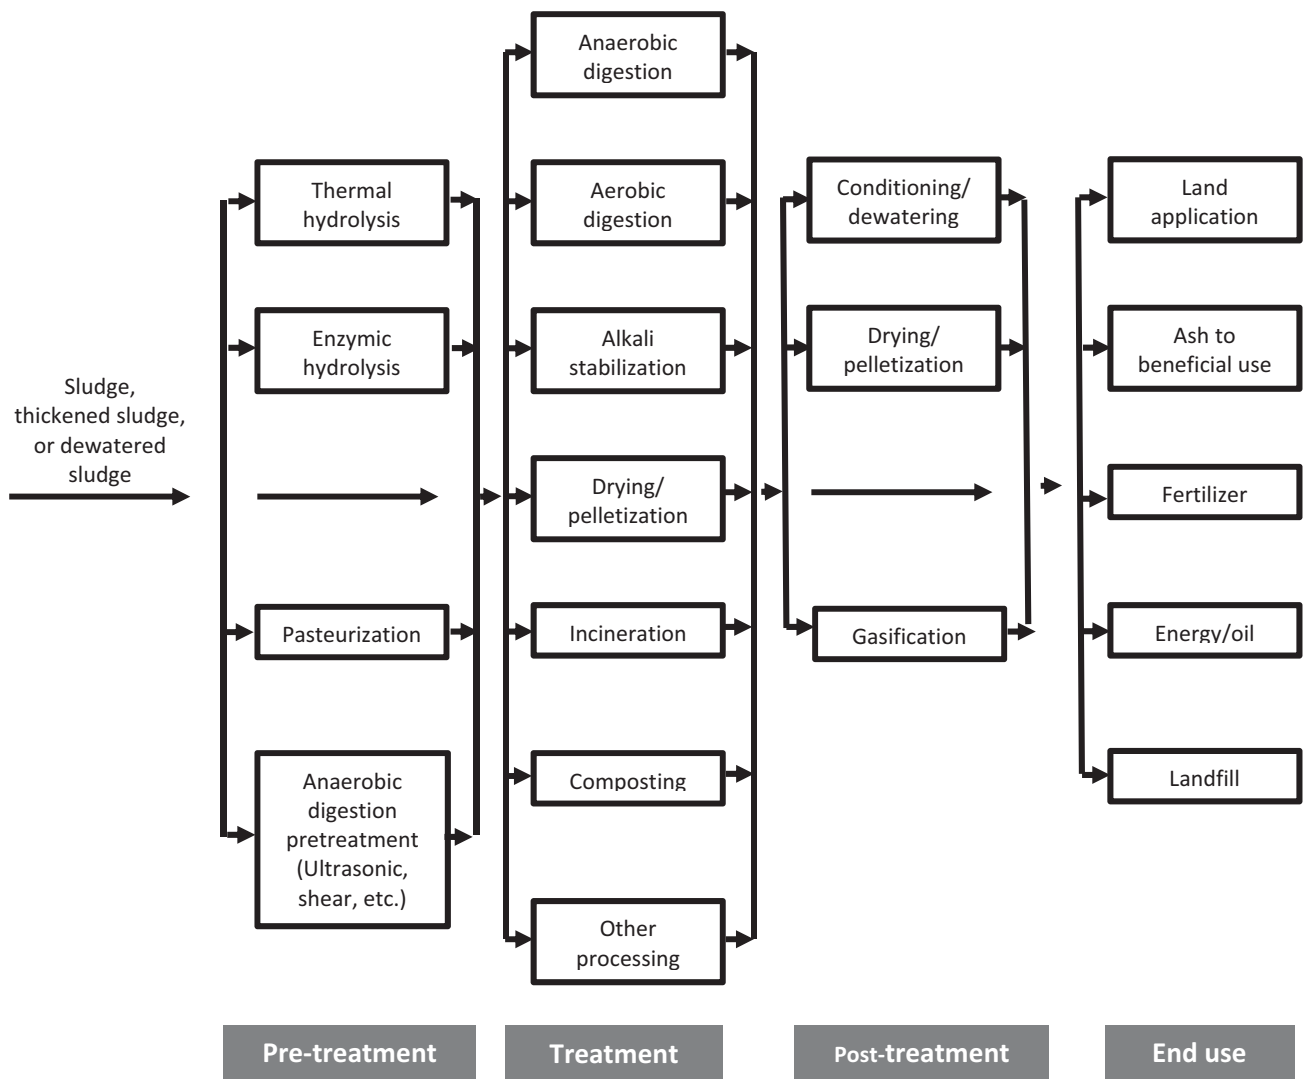 Sludge,
thickened sludge,
or dewatered
sludge
Thermal
hydrolysis
Enzymic
hydrolysis
Pasteurization
Anaerobic
digestion
pretreatment
(Ultrasonic,
shear, etc.)
Pre-treatment
Anaerobic
digestion
Aerobic
digestion
Alkali
stabilization
Drying/
pelletization
Incineration
Composting
Other
processing
Treatment
Conditioning/
dewatering
Drying/
pelletization
Gasification
Post-treatment
Land
application
Ash to
beneficial use
Fertilizer
Energy/oil
Landfill
End use